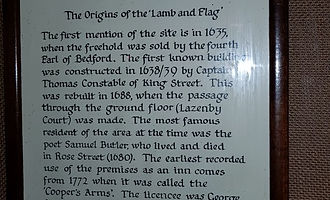 The Origins of the 'Lamb and Flag'
The first mention of the site is in 1635,
when the freehold was sold by the fourth
Earl of Bedford. The first known building
was constructed in 1638/39 by Captain
Thomas Constable of King Street. This
was rebuilt in 1688, when the passage
through the ground floor (Lazenby
Court) was made. The most famous
resident of the area at the time was the
poet Samuel Butler, who lived and died
in Rose Street (1680). The earliest recorded
use of the premises as an inn comes
from 1772 when it was called the
'Cooper's Arms'. The licencee was George